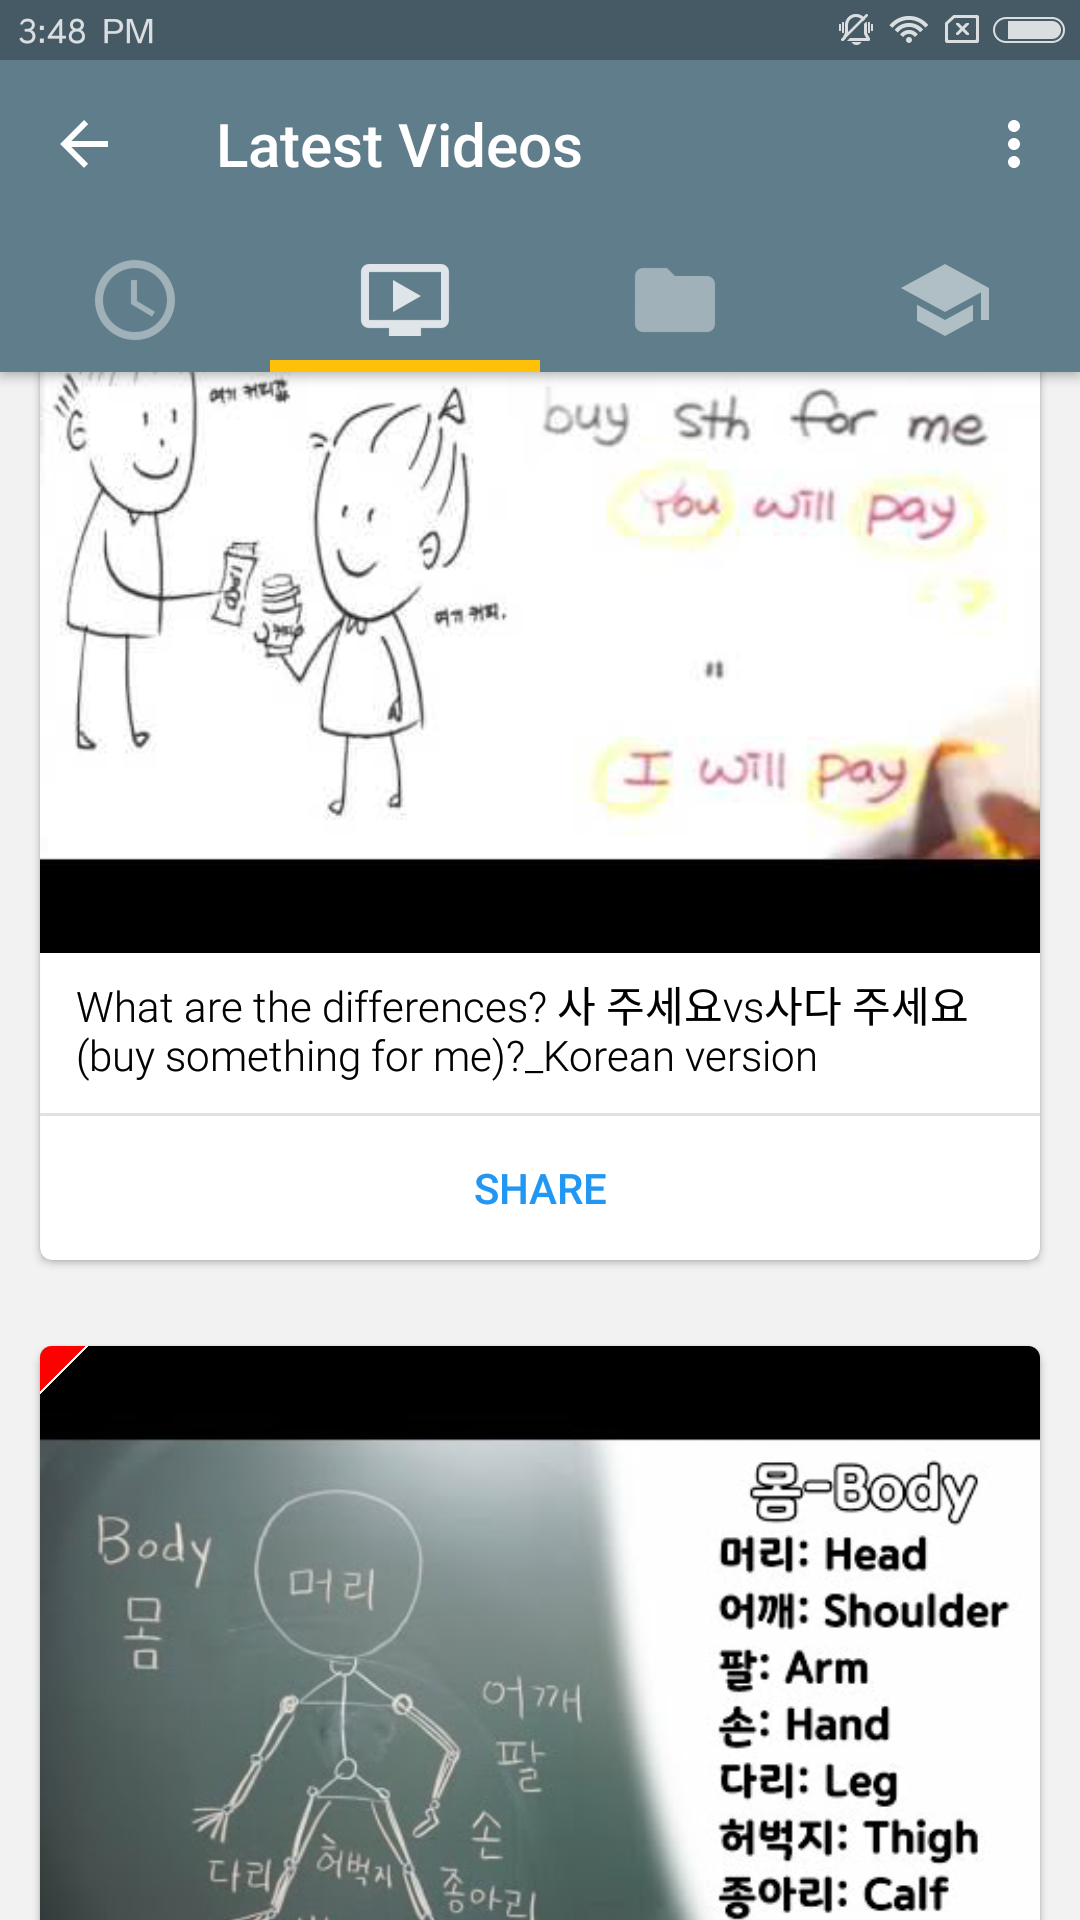 3:48 PM
Latest Videos
여기 커피값
buy sth for me
You will pay
여기 커피.
I will pay
What are the differences? 사 주세요vs사다 주세요
(buy something for me)?_Korean version
SHARE
몸-Body
Body
몸
머리
머리: Head
어깨: Shoulder
어깨
팔: Arm
팔
손: Hand
손
다리: Leg
다리
허벅지
허벅지: Thigh
종아리
종아리: Calf